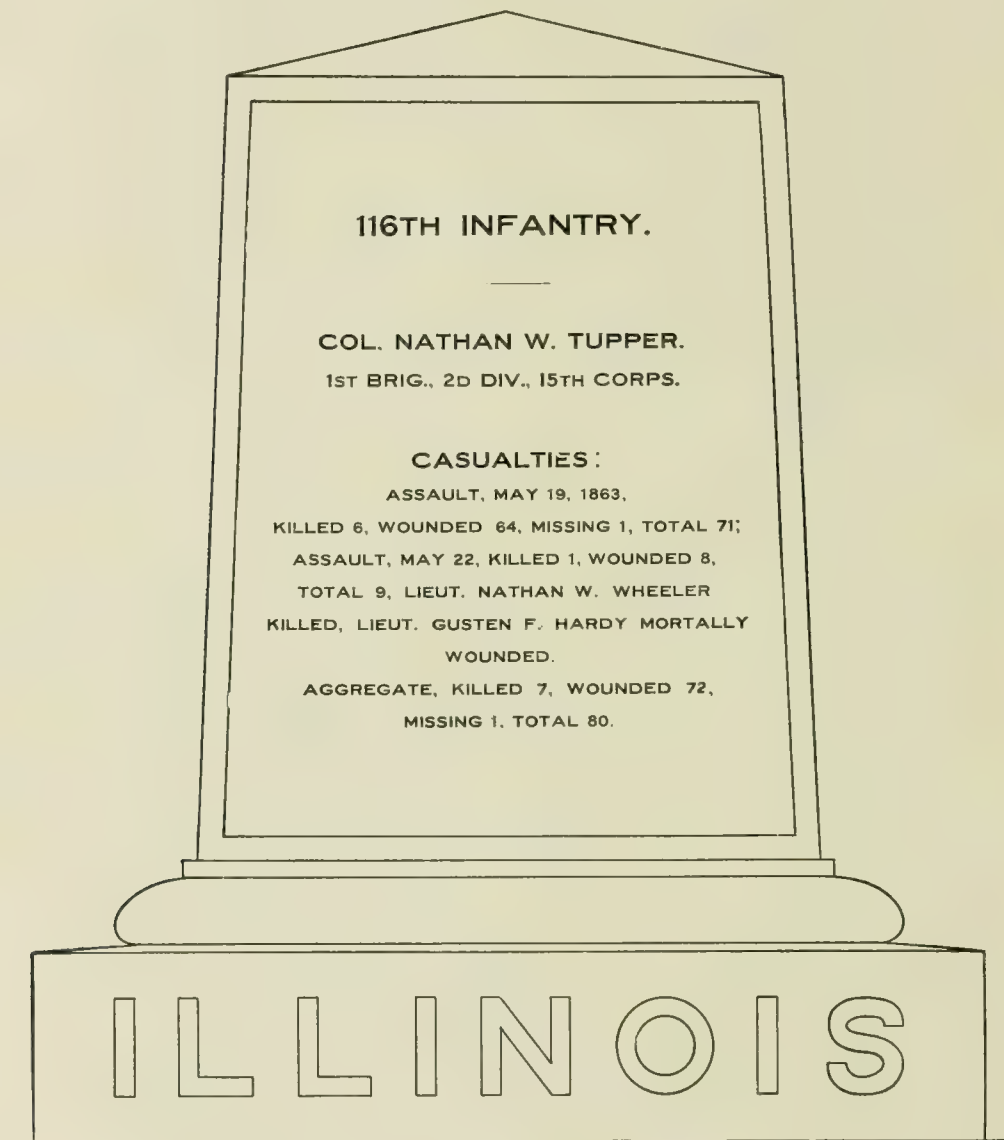 116TH INFANTRY.
COL. NATHAN W. TUPPER.
1ST BRIG., 2D DIV., 15TH CORPS.
CASUALTIES:
ASSAULT, MAY 19, 1863,
KILLED 6, WOUNDED 64, MISSING 1, TOTAL 71;
ASSAULT, MAY 22, KILLED 1, WOUNDED 8,
TOTAL 9, LIEUT. NATHAN W. WHEELER
KILLED, LIEUT. GUSTEN F. HARDY MORTALLY
WOUNDED.
AGGREGATE, KILLED 7, WOUNDED 72,
MISSING 1, TOTAL 80.
ILLINOIS